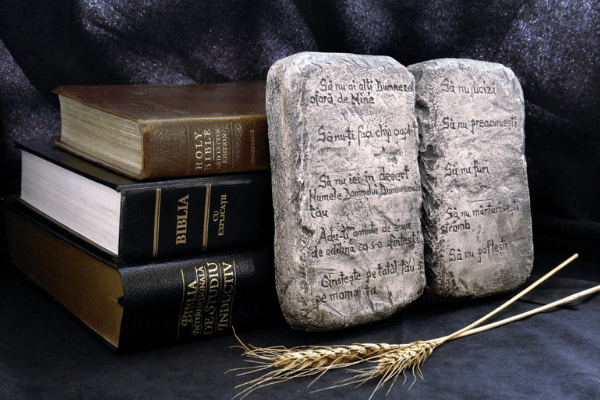 HOLY
BIBLE
BIBLIA
CU
EXPLICAȚII
BIBLIA
DE STUDIU
INDUCTIV
Să nu ai alți Dumnezei
afară de Mine
Să nu-ți faci chip cioplit
Să nu iei în deșert
Numele Domnului Dumnezeului
tău
Adu-ți aminte de ziua
de odihnă ca s-o sfințești
Cinstește pe tatăl tău
pe mama ta
Să nu ucizi
Să nu preacurvești
Să nu furi
Să nu mărturisești
strâmb
Să nu poftești